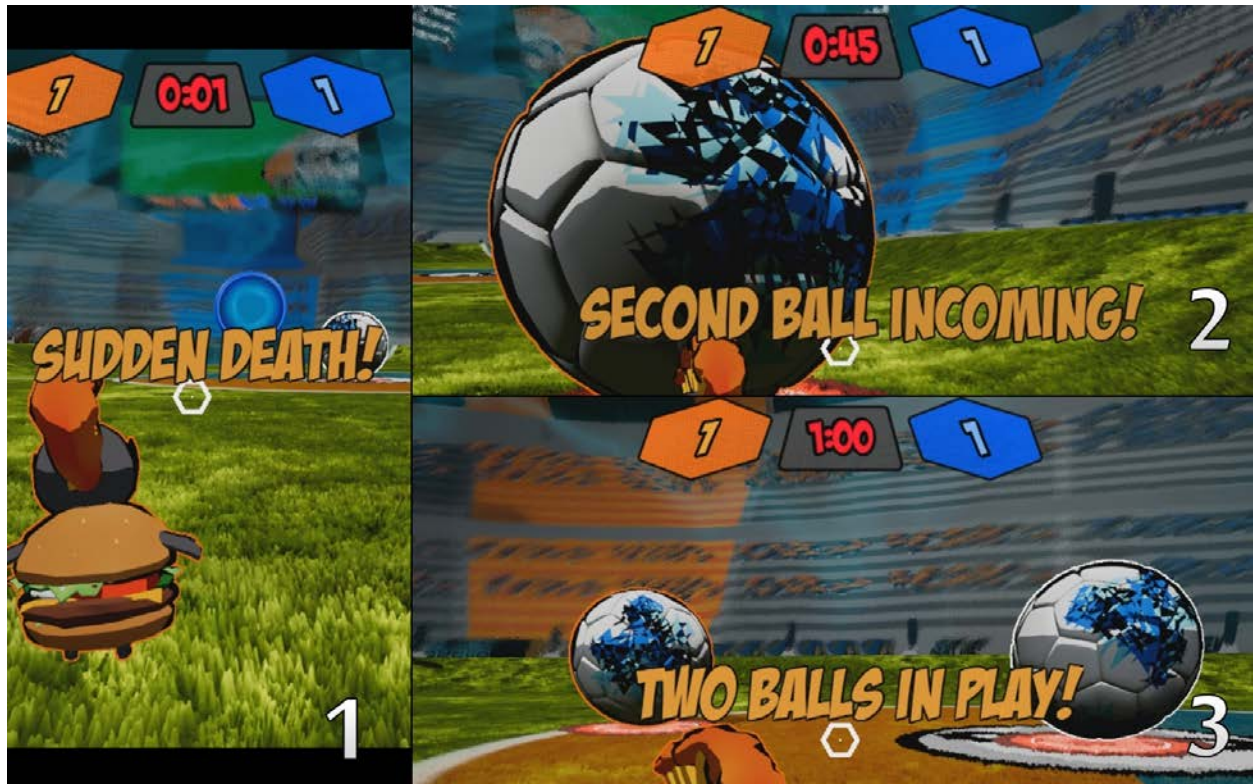 1 0:01 1
SUDDEN DEATH!
1
1 0:45 1
SECOND BALL INCOMING!
2
1 1:00 1
TWO BALLS IN PLAY!
3